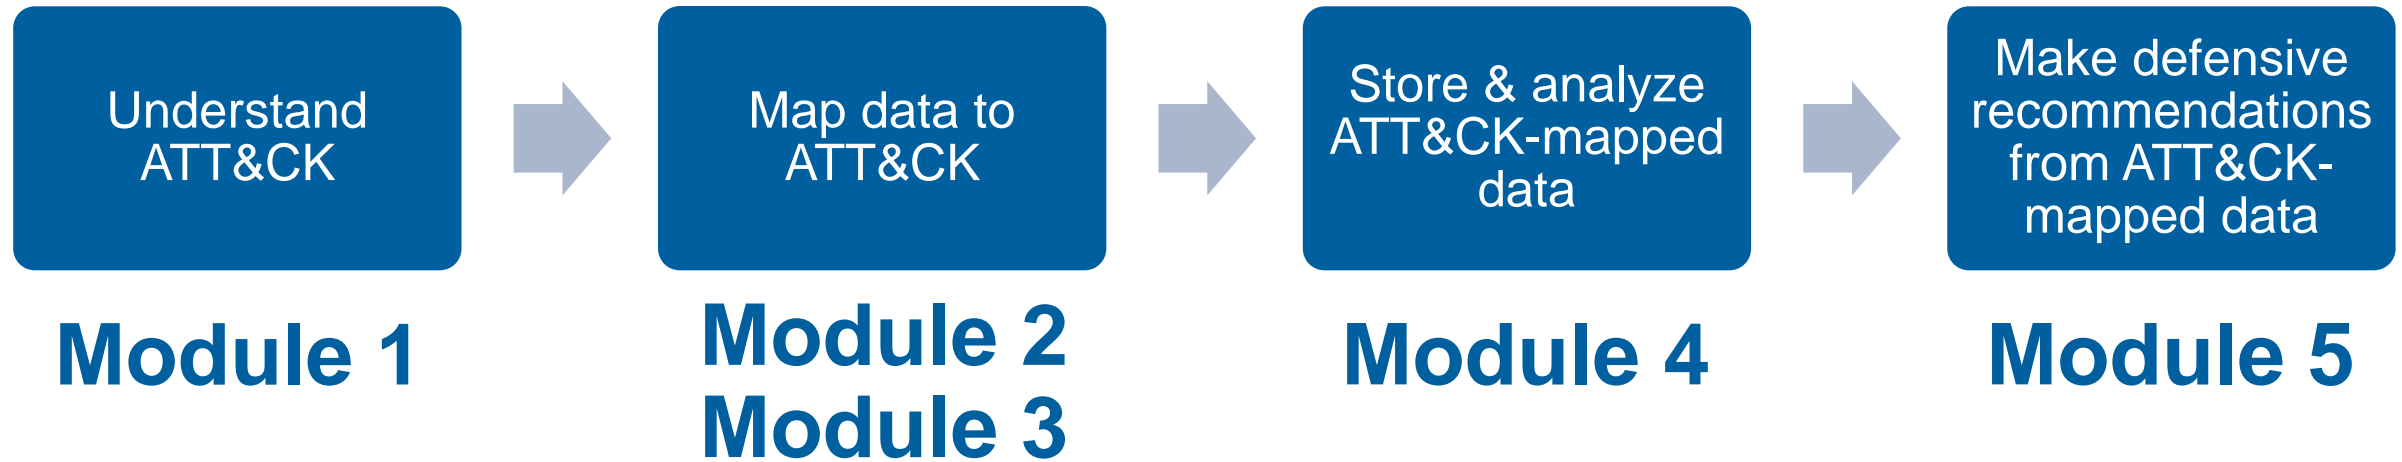 Understand
ATT&CK
Map data to
ATT&CK
Store & analyze
ATT&CK-mapped
data
Make defensive
recommendations
from ATT&CK-
mapped data
Module 1
Module 2
Module 3
Module 4
Module 5